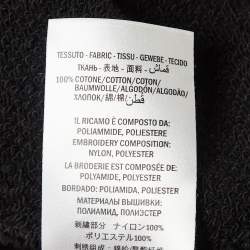 TESSUTO - FABRIC - TISSU - GEWEBE - TECIDO
ТКАНЬ - 表地 - 面料 - قماش
100% COTONE/COTTON/COTON/
BAUMWOLLE/ALGODÓN/ALGODÃO/
ХЛОПОК/綿/棉/قطن
IL RICAMO È COMPOSTO DA:
POLIAMMIDE, POLIESTERE
EMBROIDERY COMPOSITION:
NYLON, POLYESTER
LA BRODERIE EST COMPOSÉE DE:
POLYAMIDE, POLYESTER
BORDADO: POLIAMIDA, POLIESTER
МАТЕРИАЛЫ ВЫШИВКИ:
ПОЛИАМИД, ПОЛИЭСТЕР
刺繍部分 ナイロン100%
ポリエステル100%